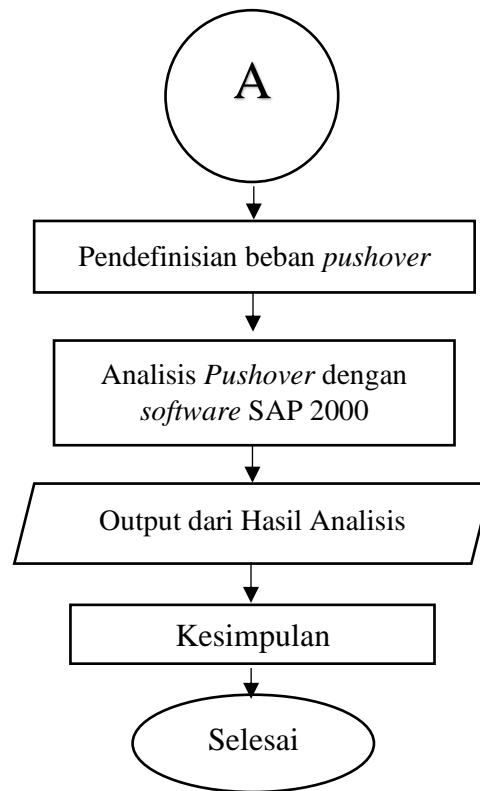 A
Pendefinisian beban pushover
Analisis Pushover dengan
software SAP 2000
Output dari Hasil Analisis
Kesimpulan
Selesai